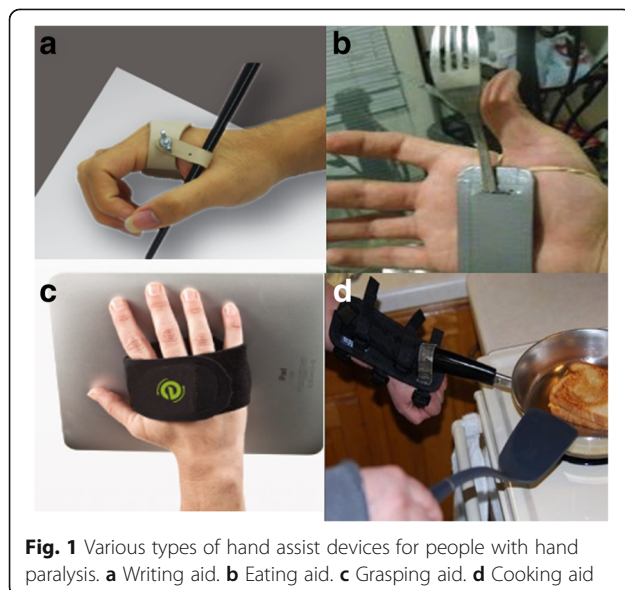 a
b
c
e
iPad
d
Fig. 1 Various types of hand assist devices for people with hand
paralysis. a Writing aid. b Eating aid. c Grasping aid. d Cooking aid